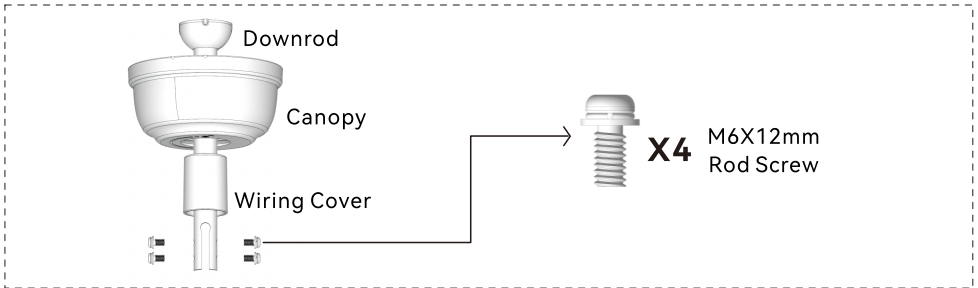 Downrod
Canopy
Wiring Cover
X4
M6X12mm
Rod Screw